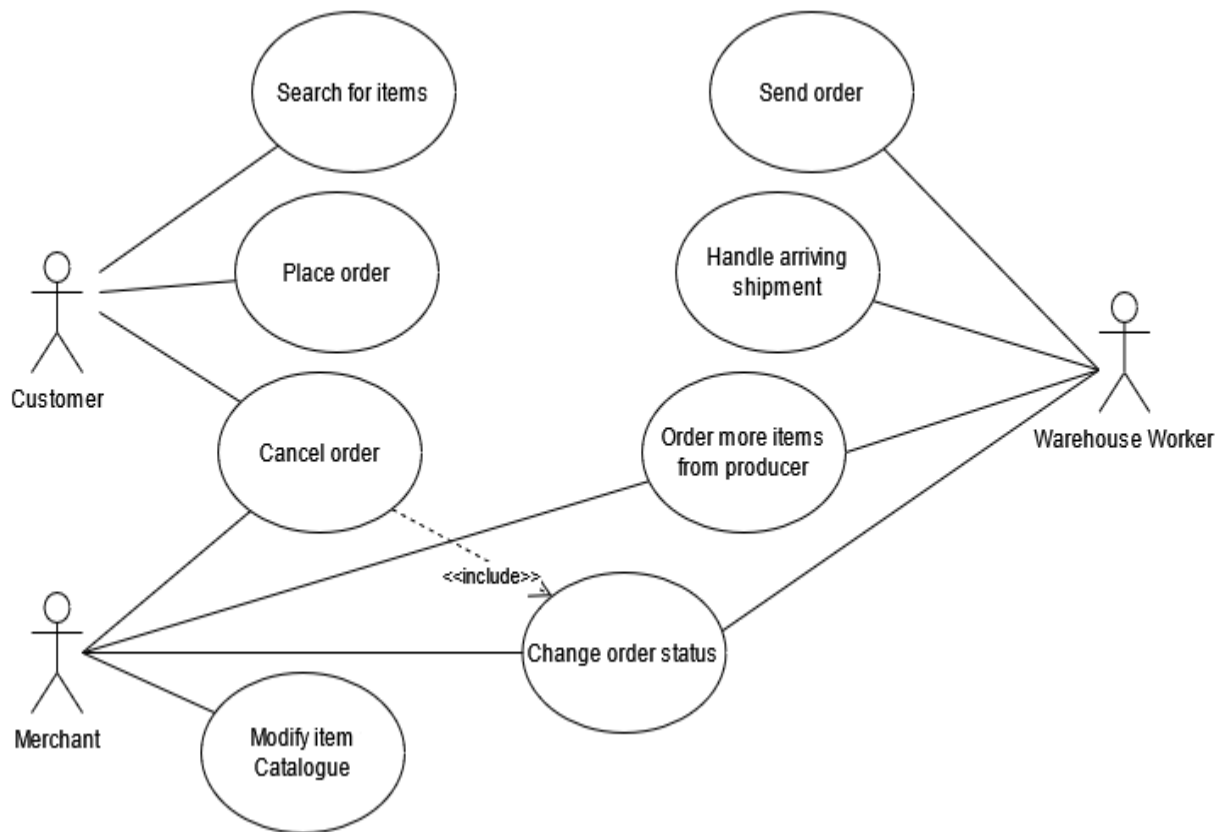 Search for items
Send order
Place order
Handle arriving
shipment
Customer
Warehouse Worker
Cancel order
Order more items
from producer
<<include>>
Change order status
Merchant
Modify item
Catalogue